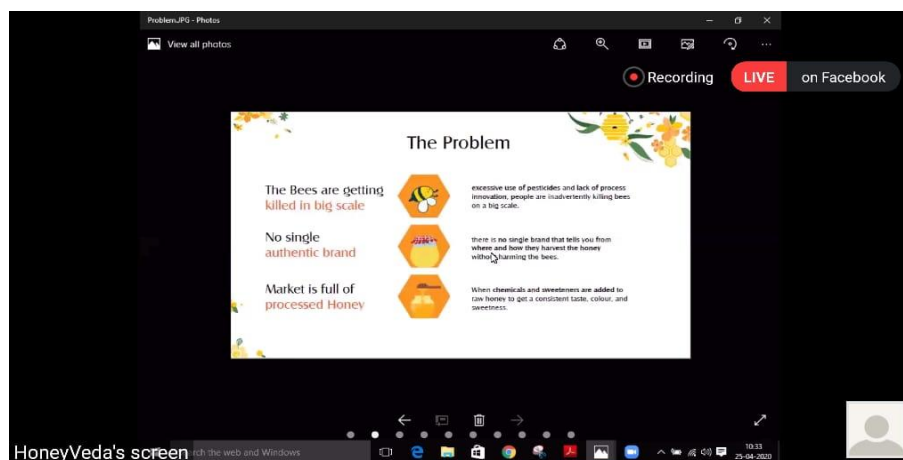 ProblemJPG - Photos
View all photos
Recording
LIVE
on Facebook
The Problem
The Bees are getting
killed in big scale
excessive use of pesticides and lack of process
innovation, people are inadvertently killing bees
on a big scale.
No single
authentic brand
there is no single brand that tells you from
where and how they harvest the honey
without harming the bees.
Market is full of
processed Honey
When chemicals and sweeteners are added to
raw honey to get a consistent taste, colour, and
sweetness.
HoneyVeda's screen
rch the web and Windows
10:33
25-04-2020